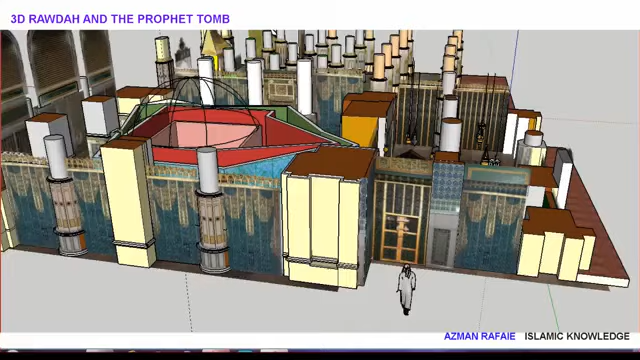 3D RAWDAH AND THE PROPHET TOMB
AZMAN RAFAIE ISLAMIC KNOWLEDGE